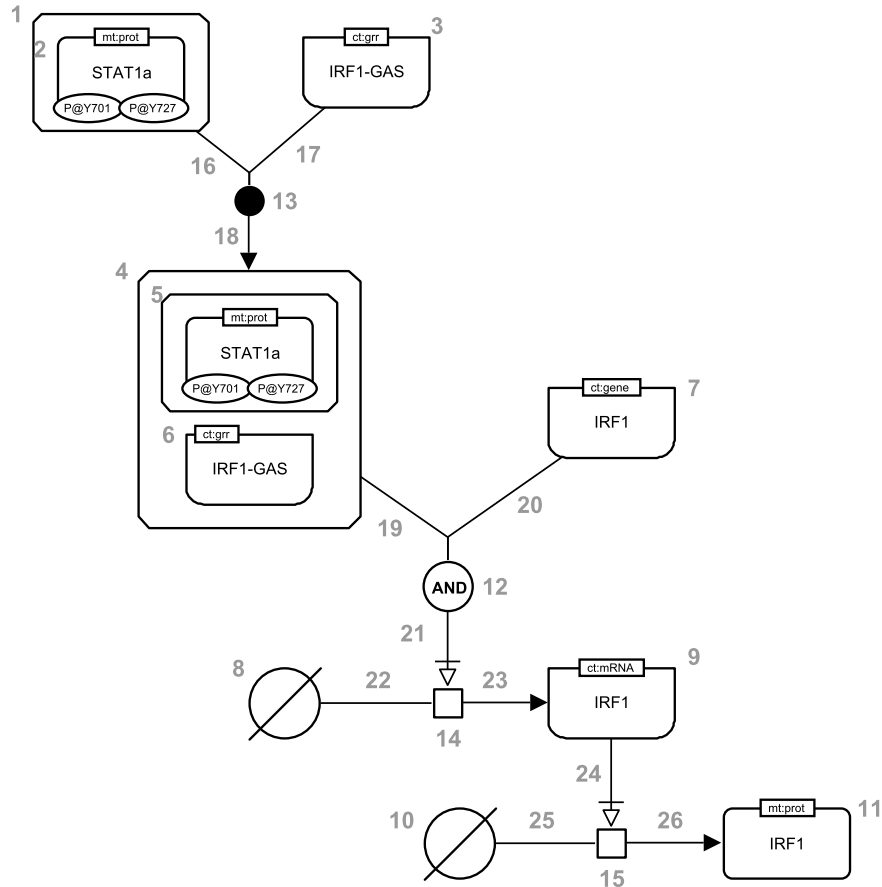 1
2
mt:prot
STAT1a
P@Y701 P@Y727
3
ct:grr
IRF1-GAS
16
17
13
18
4
5
mt:prot
STAT1a
P@Y701 P@Y727
6
ct:grr
IRF1-GAS
7
ct:gene
IRF1
19
20
AND
12
21
8
22
23
14
9
ct:mRNA
IRF1
24
10
25
26
15
11
mt:prot
IRF1